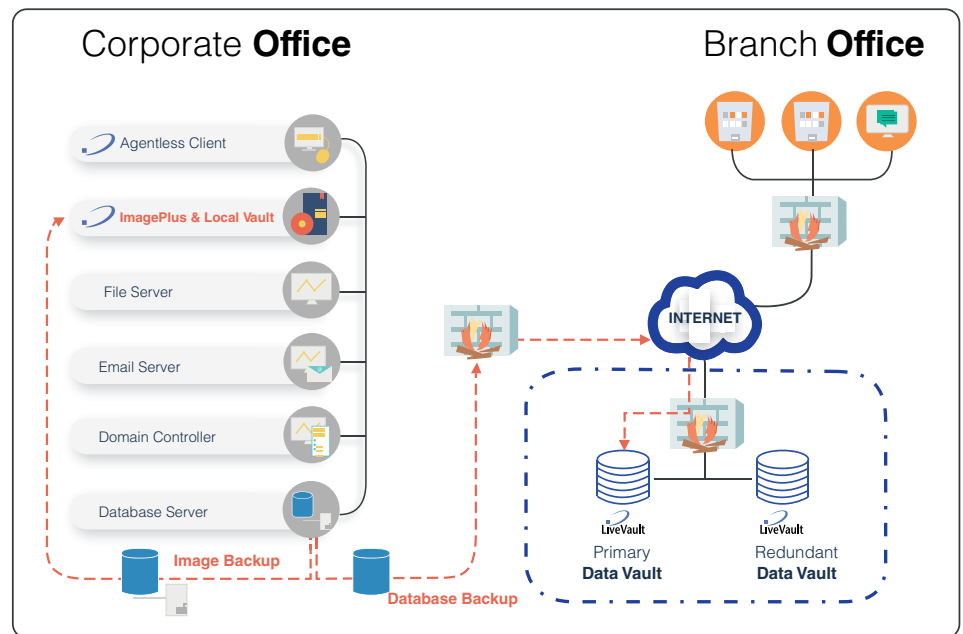 Corporate Office
Branch Office
Agentless Client
ImagePlus & Local Vault
File Server
Email Server
Domain Controller
Database Server
Image Backup
Database Backup
INTERNET
LiveVault
Primary
Data Vault
LiveVault
Redundant
Data Vault